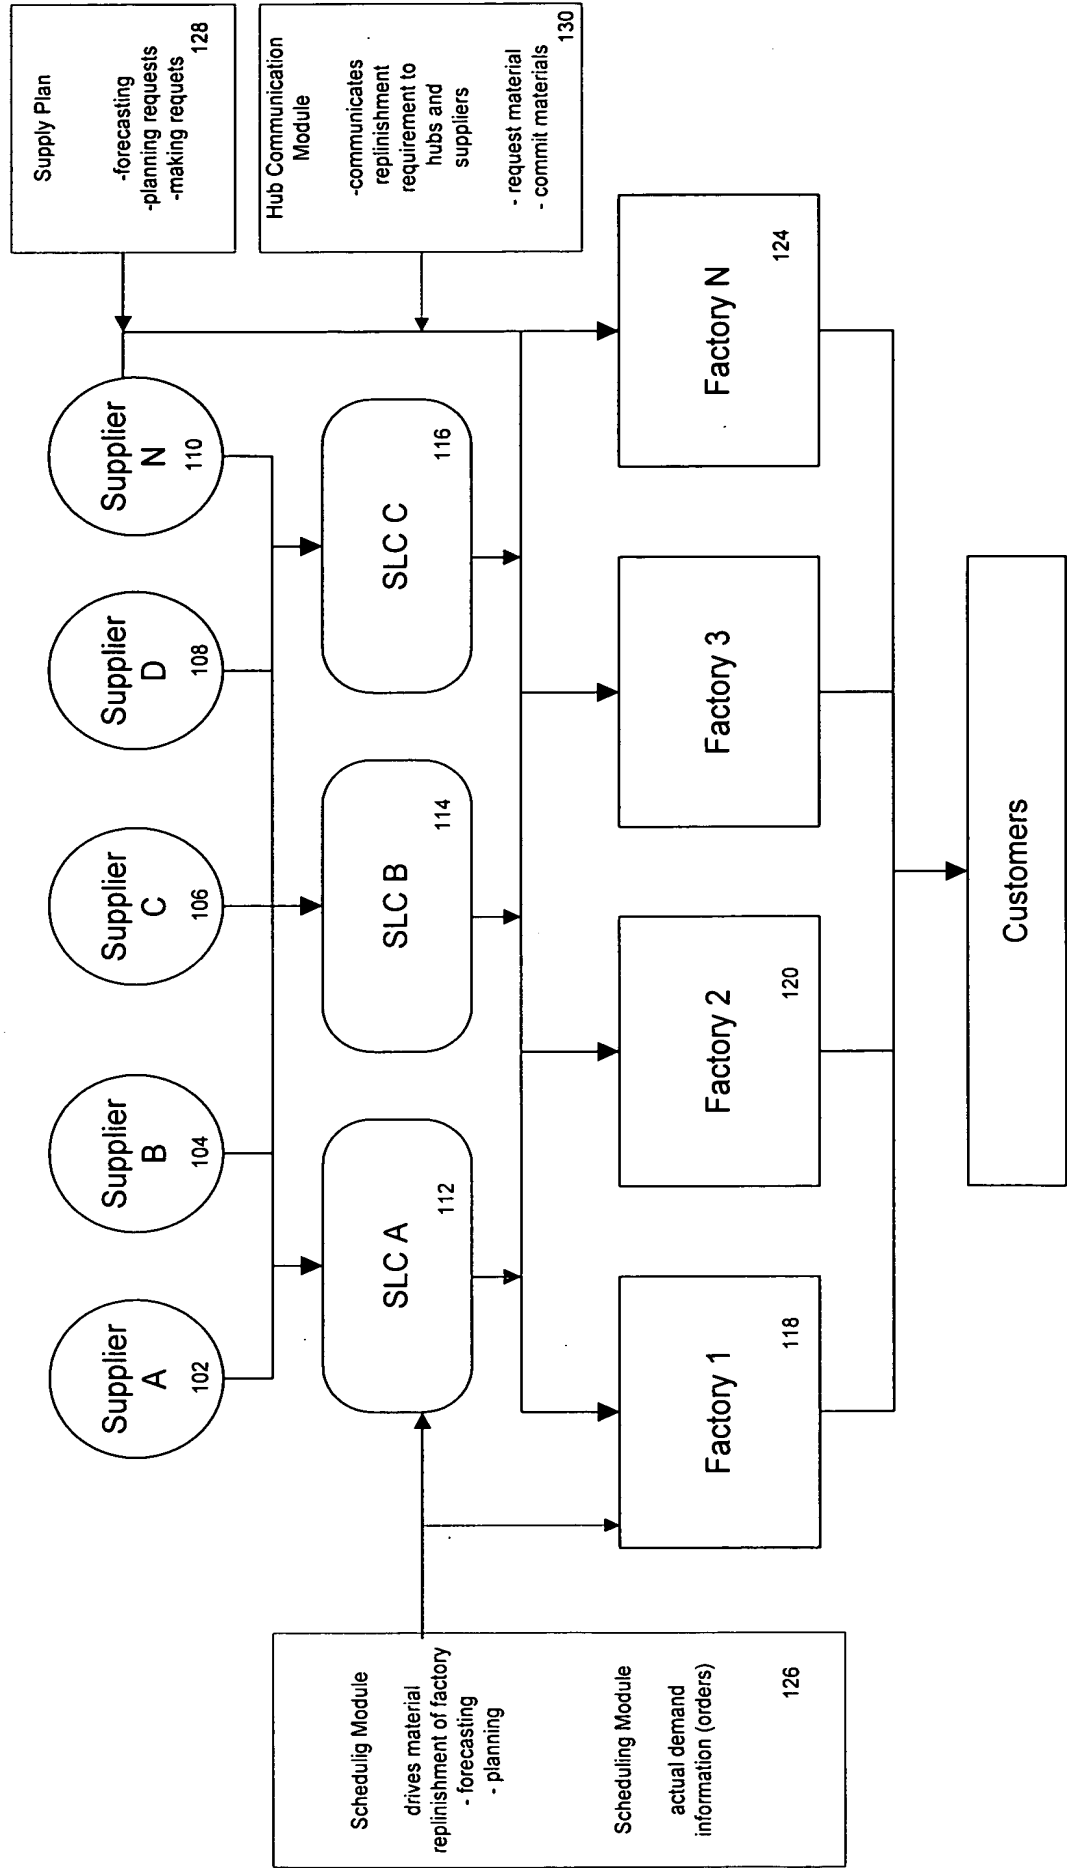 Supply Plan
-forecasting
-planning requests
-making requets
128
Hub Communication
Module
-communicates
replinishment
requirement to
hubs and
suppliers
- request material
- commit materials
130
Supplier
A
102
Supplier
B
104
Supplier
C
106
Supplier
D
108
Supplier
N
110
SLC A
112
SLC B
114
SLC C
116
Schedulig Module
drives material
replinishment of factory
- forecasting
- planning
Scheduling Module
actual demand
information (orders)
126
Factory 1
118
Factory 2
120
Factory 3
Factory N
124
Customers